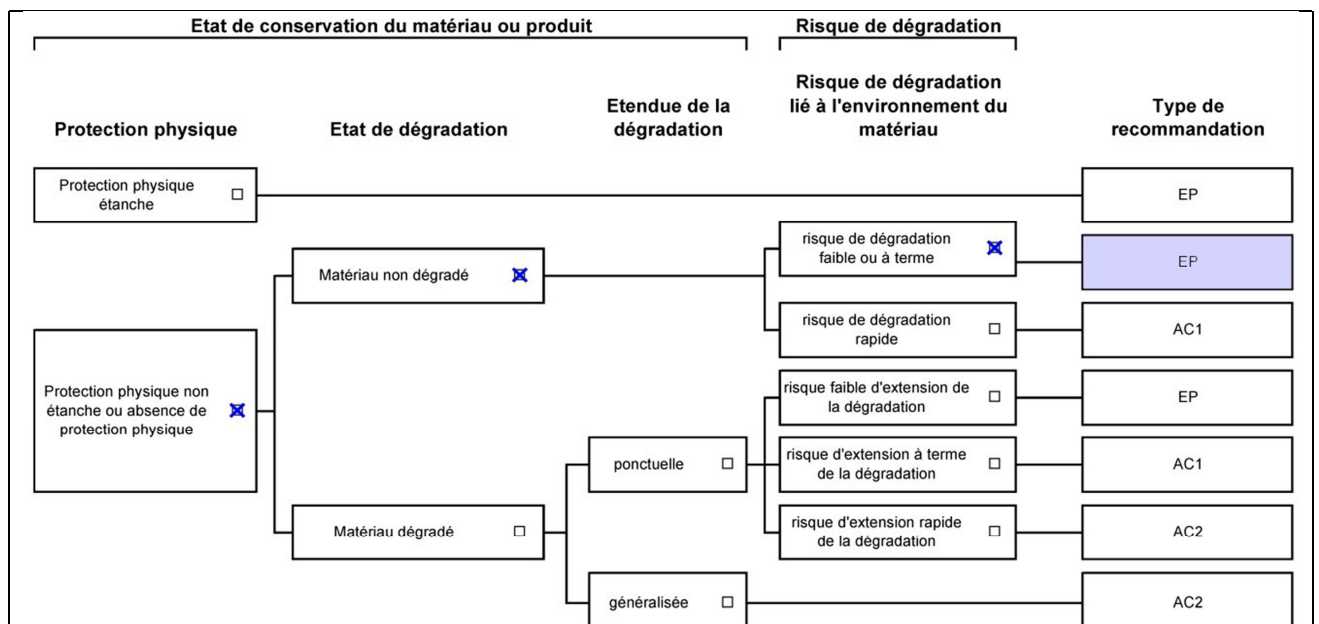 Etat de conservation du matériau ou produit
Risque de dégradation
Protection physique
Etat de dégradation
Etendue de la
dégradation
Risque de dégradation
lié à l'environnement du
matériau
Type de
recommandation
Protection physique
étanche
EP
risque de dégradation
faible ou à terme
EP
Matériau non dégradé
risque de dégradation
rapide
AC1
Protection physique non
étanche ou absence de
protection physique
risque faible d'extension de
la dégradation
EP
ponctuelle
risque d'extension à terme
de la dégradation
AC1
Matériau dégradé
risque d'extension rapide
de la dégradation
AC2
généralisée
AC2